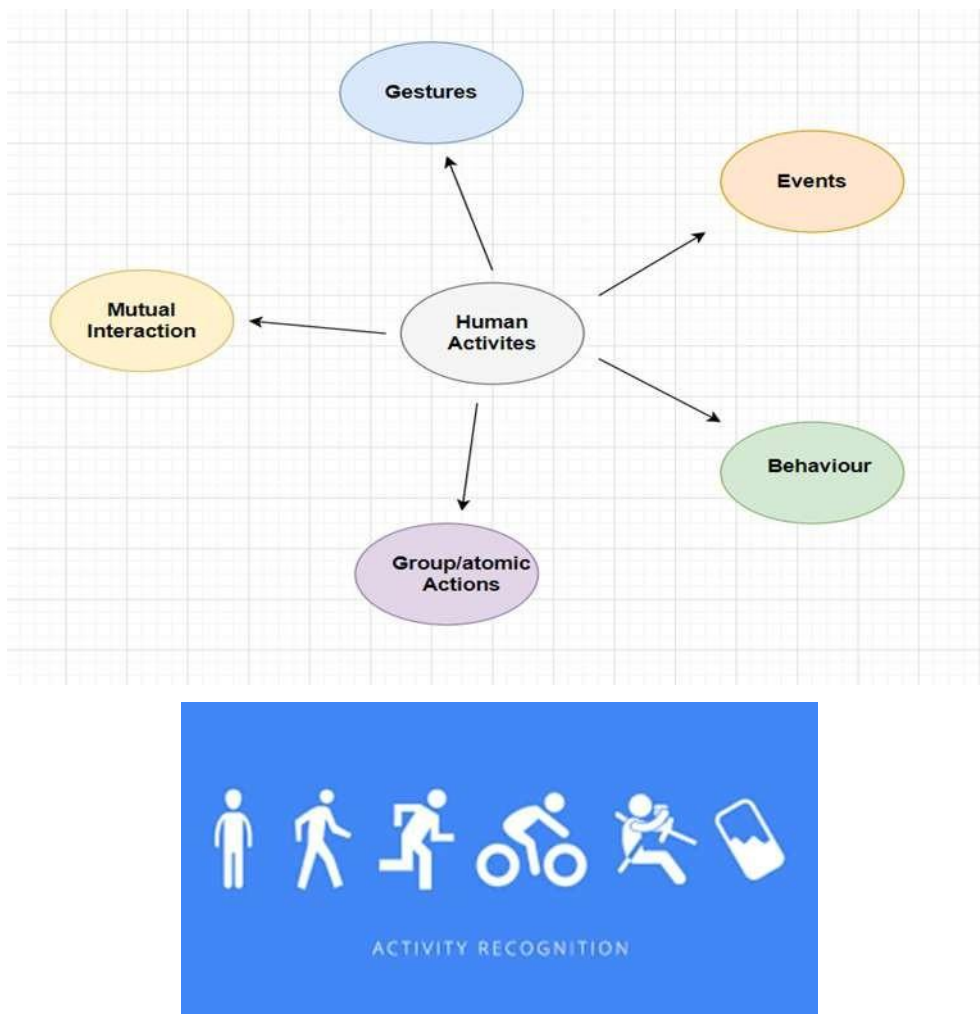 Gestures
Events
Mutual
Interaction
Human
Activites
Behaviour
Group/atomic
Actions
ACTIVITY RECOGNITION